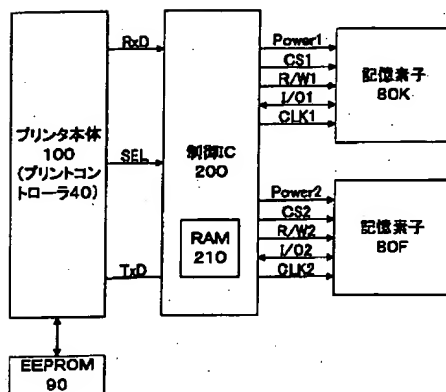 プリンタ本体
100
(プリントコン
トローラ40)
RxD
SEL
TxD
制御IC
200
RAM
210
Power1
CS1
R/W1
I/O1
CLK1
記憶素子
80K
Power2
CS2
R/W2
I/O2
CLK2
記憶素子
80F
EEPROM
90